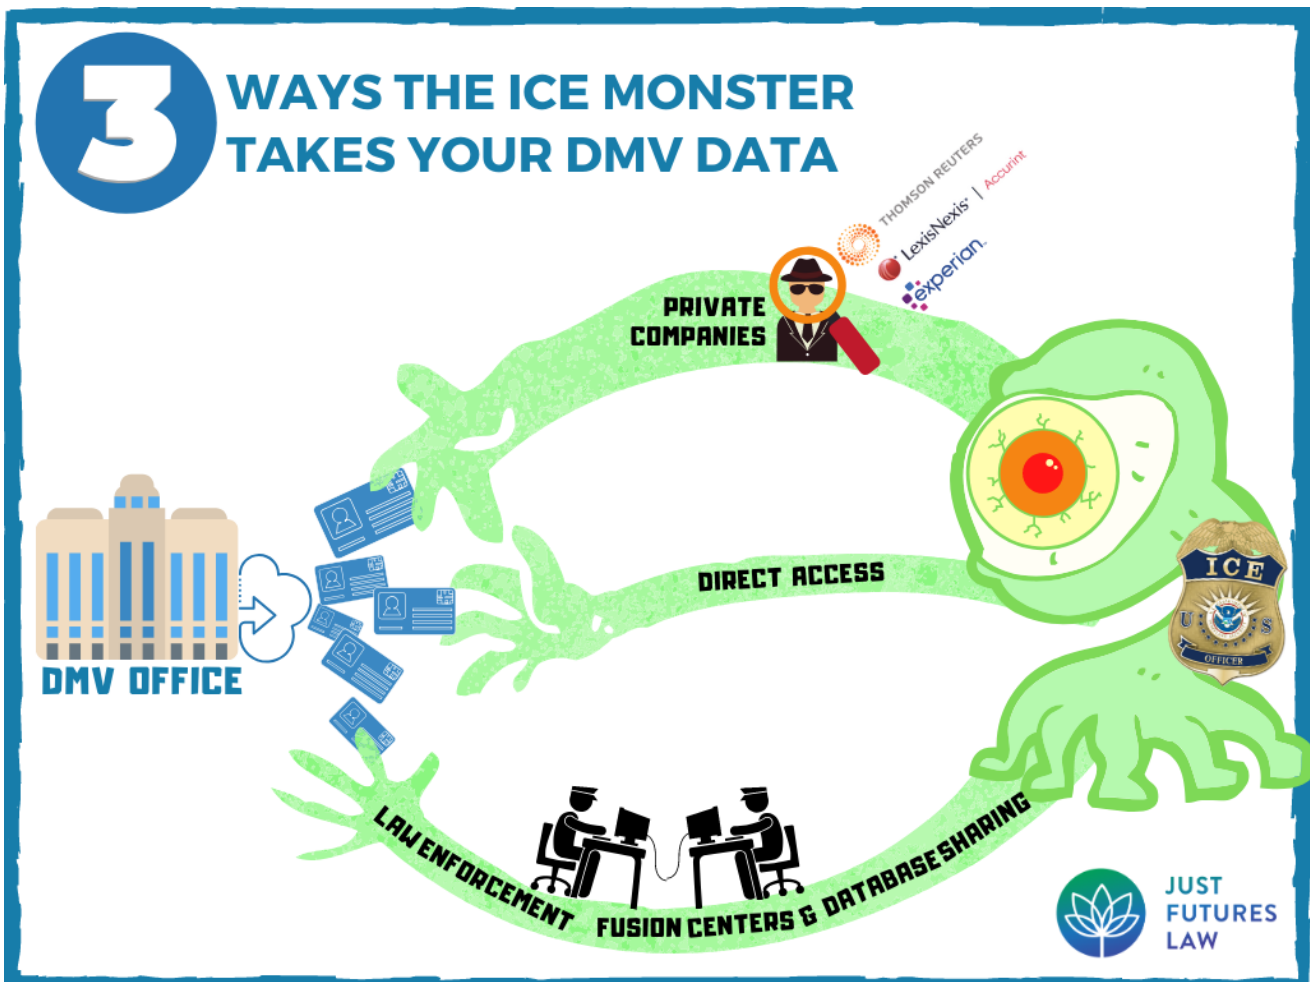 3
WAYS THE ICE MONSTER
TAKES YOUR DMV DATA
THOMSON REUTERS
LexisNexis® | Accurint
experian™
PRIVATE
COMPANIES
DIRECT ACCESS
ICE
U S
OFFICER
DMV OFFICE
LAW ENFORCEMENT FUSION CENTERS & DATABASE SHARING
JUST
FUTURES
LAW